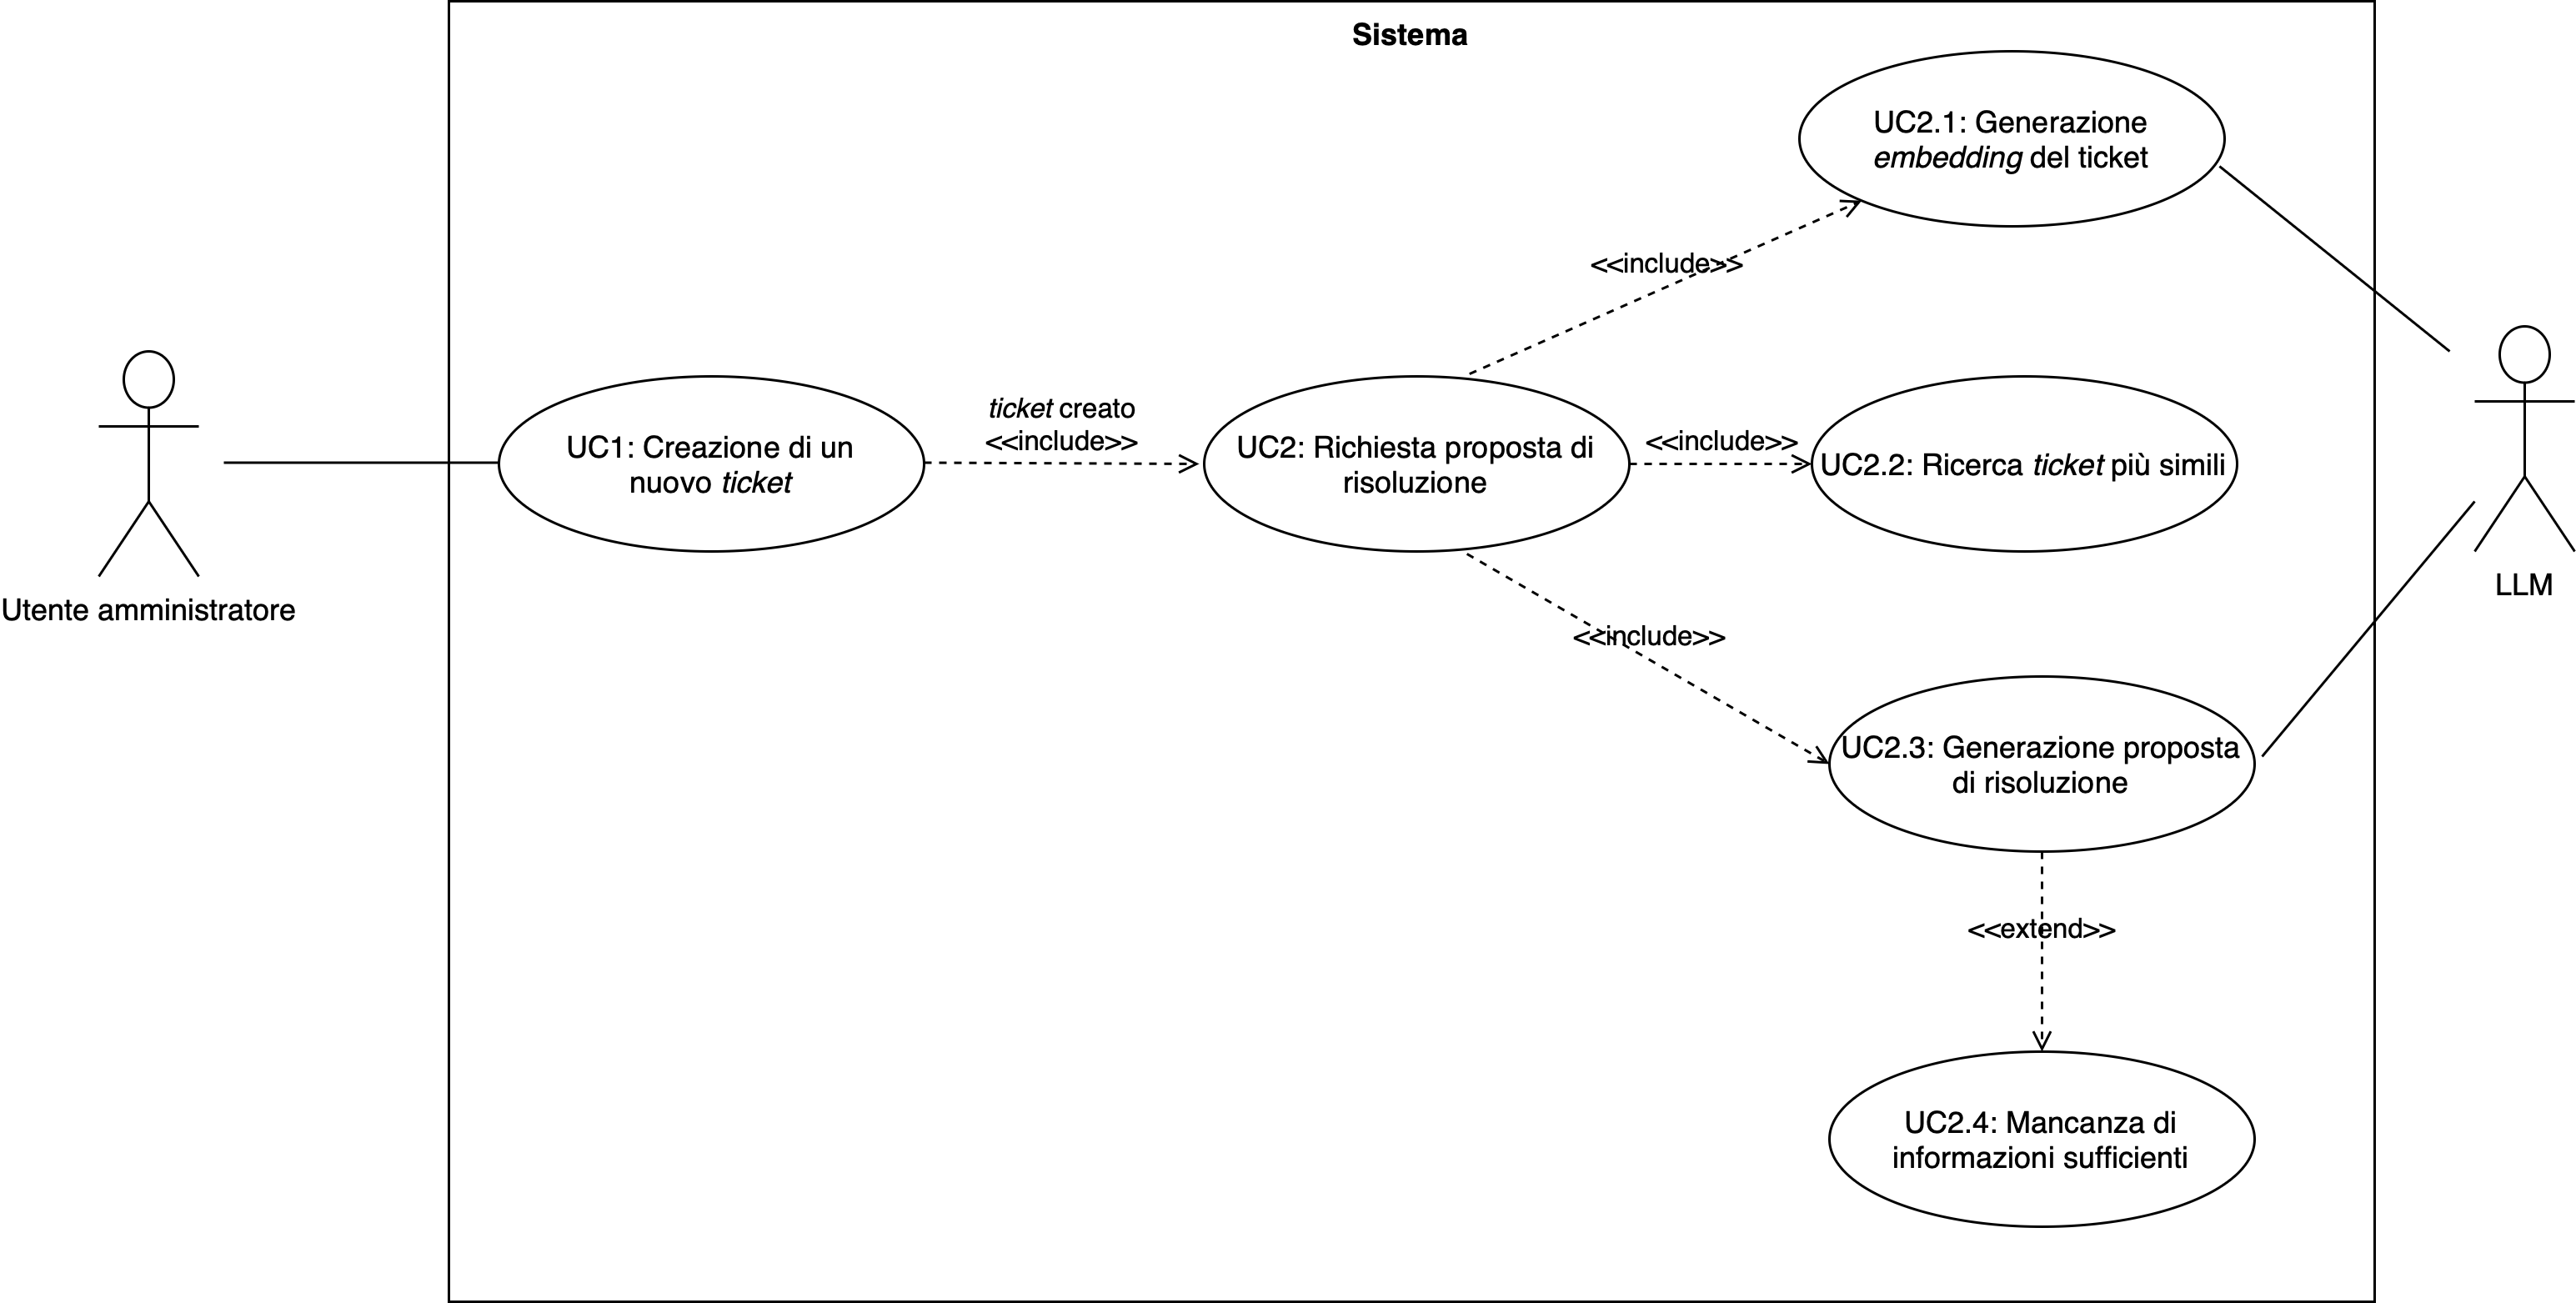 Sistema
UC2.1: Generazione
embedding del ticket
<<include>>
ticket creato
<<include>>
UC1: Creazione di un
nuovo ticket
UC2: Richiesta proposta di
risoluzione
<<include>>
UC2.2: Ricerca ticket più simili
Utente amministratore
LLM
<<include>>
UC2.3: Generazione proposta
di risoluzione
<<extend>>
UC2.4: Mancanza di
informazioni sufficienti